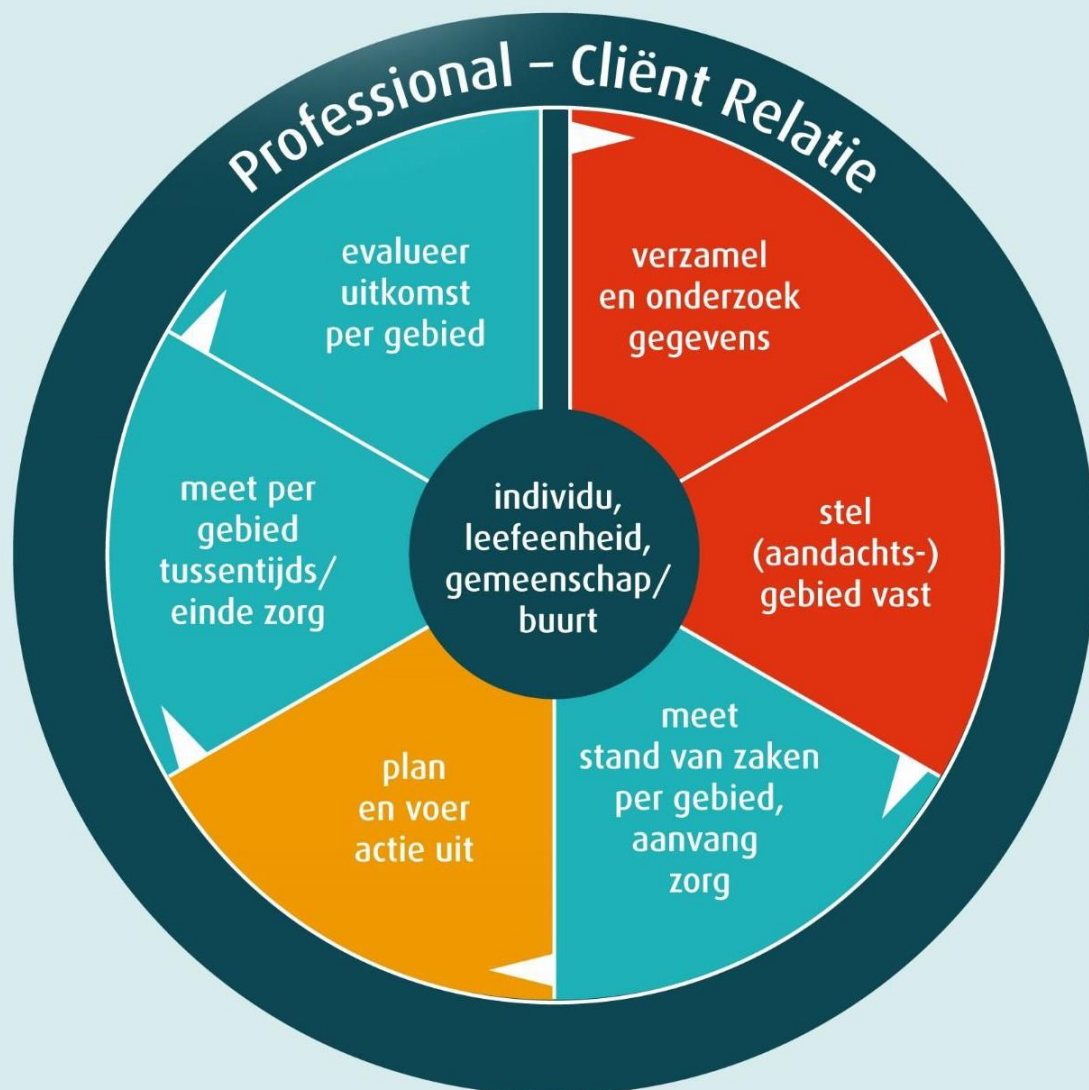 Professional – Cliënt Relatie
verzamel
en onderzoek
gegevens
stel
(aandachts-)
gebied vast
meet
stand van zaken
per gebied,
aanvang
zorg
plan
en voer
actie uit
meet per
gebied
tussentijds/
einde zorg
evalueer
uitkomst
per gebied
individu,
leefeenheid,
gemeenschap/
buurt